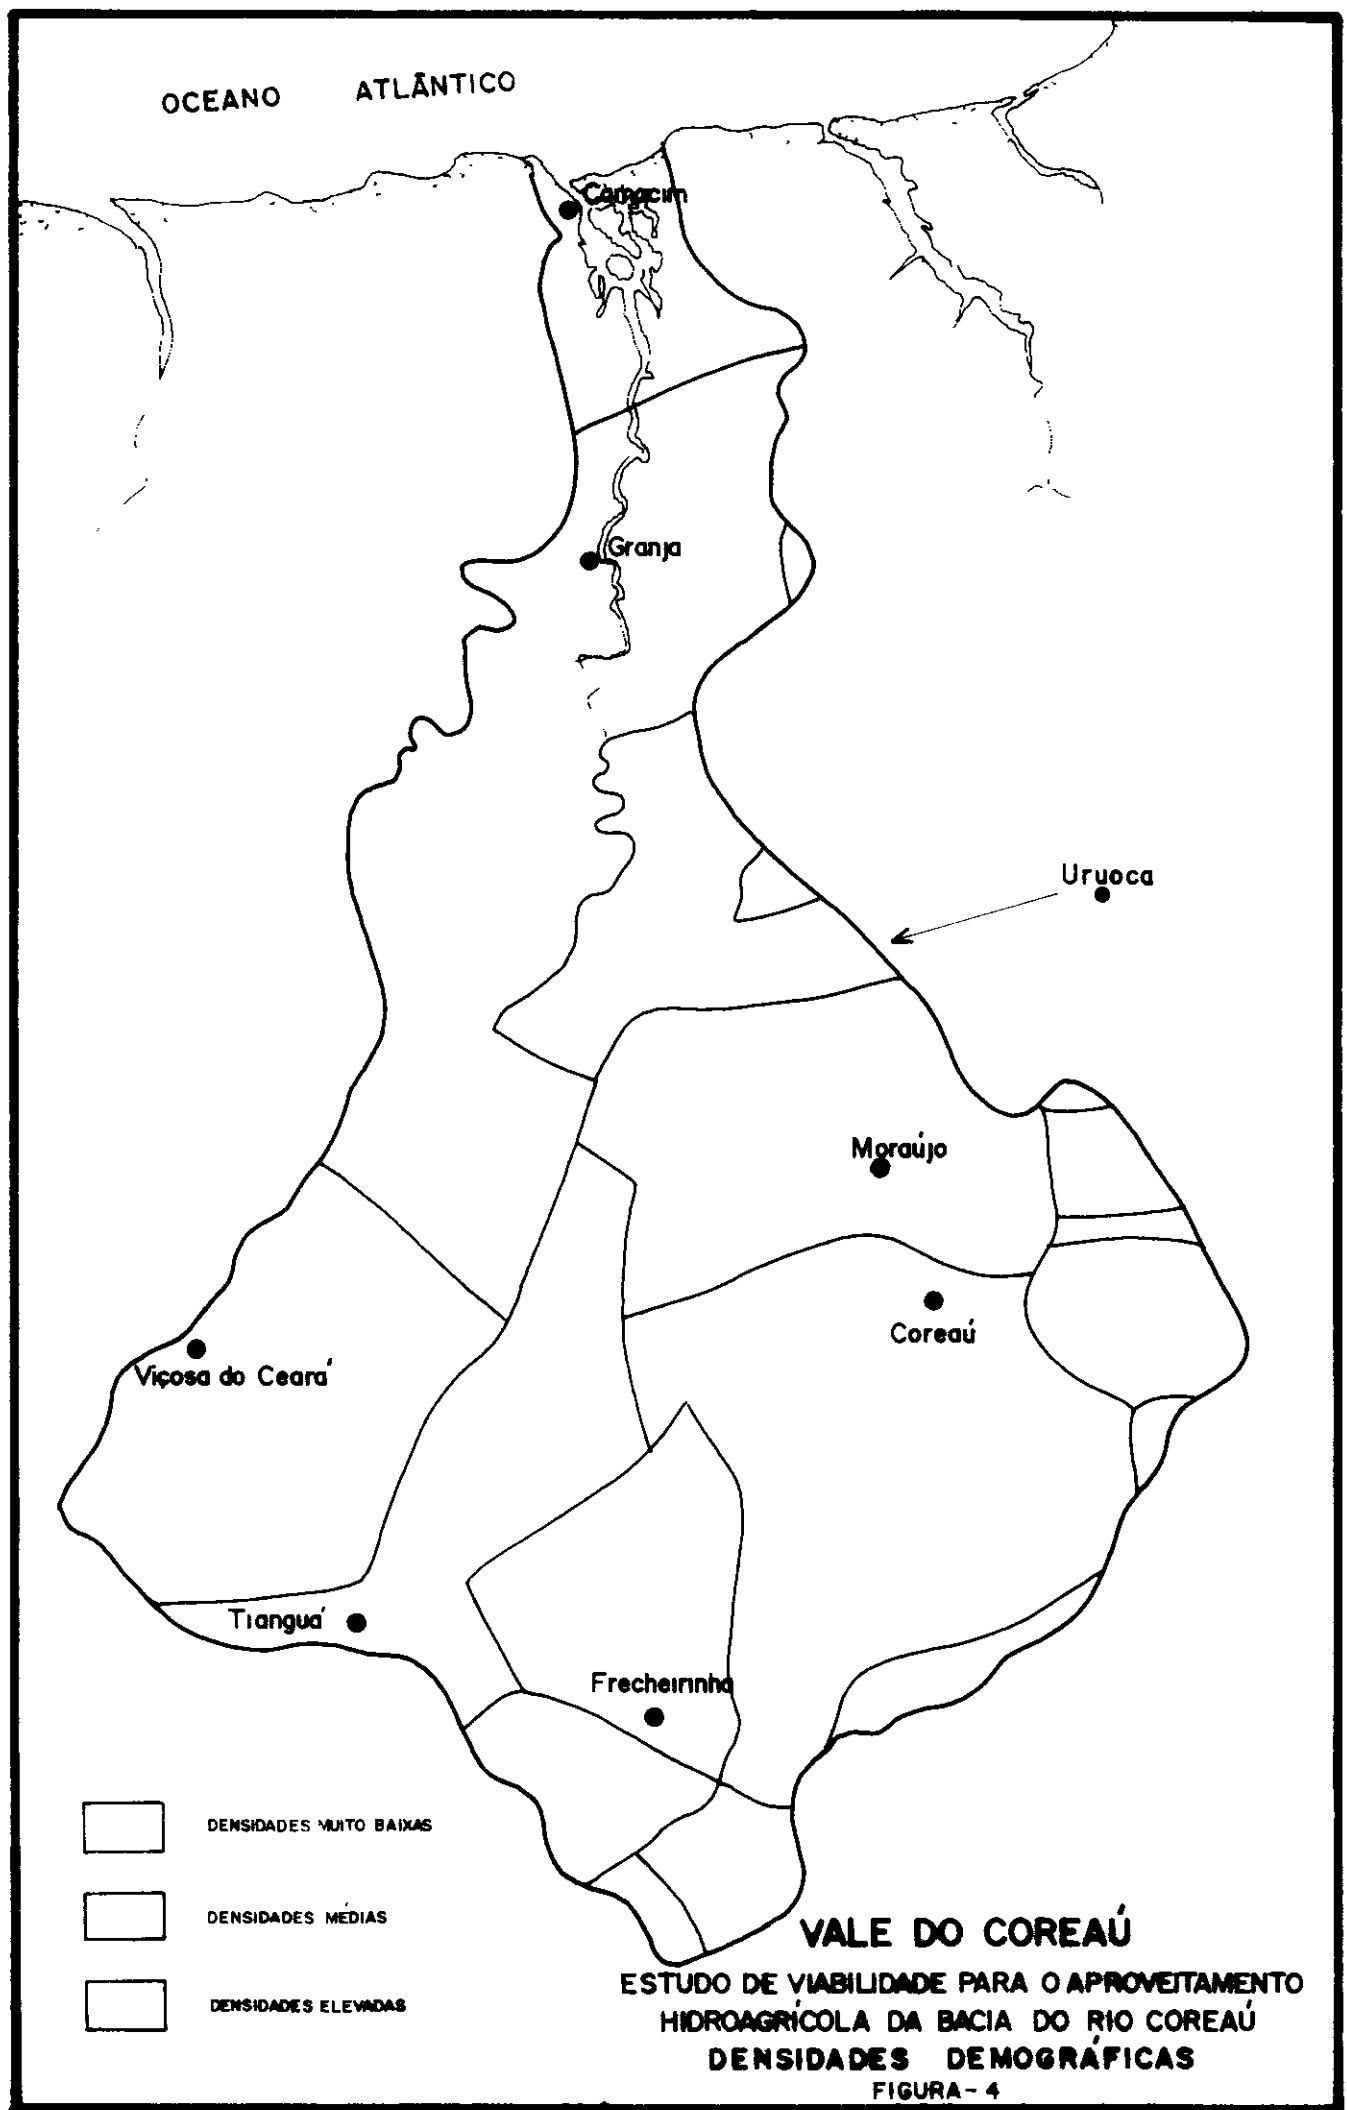 OCEANO ATLÂNTICO
Camocim
Granja
Uruoca
Moraújo
Coreaú
Viçosa do Ceará
Tianguá
Frecheirinha
DENSIDADES MUITO BAIXAS
DENSIDADES MÉDIAS
DENSIDADES ELEVADAS
VALE DO COREAÚ
ESTUDO DE VIABILIDADE PARA O APROVEITAMENTO
HIDROAGRÍCOLA DA BACIA DO RIO COREAÚ
DENSIDADES DEMOGRÁFICAS
FIGURA - 4